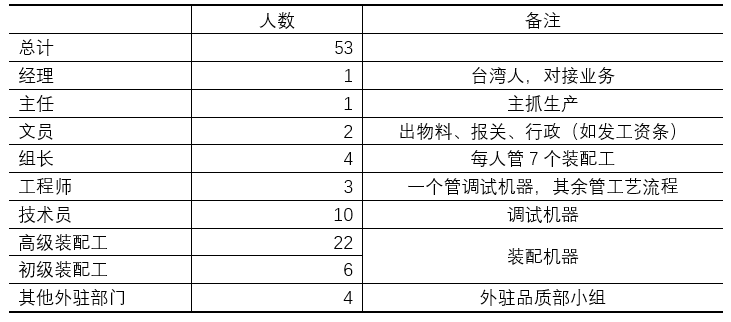 人数 备注
总计 53
经理 1 台湾人，对接业务
主任 1 主抓生产
文员 2 出物料、报关、行政（如发工资条）
组长 4 每人管 7 个装配工
工程师 3 一个管调试机器，其余管工艺流程
技术员 10 调试机器
高级装配工 22 装配机器
初级装配工 6
其他外驻部门 4 外驻品质部小组